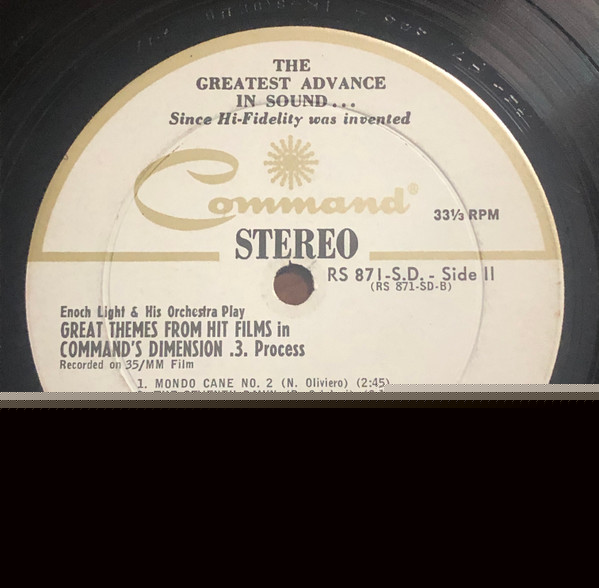 THE
GREATEST ADVANCE
IN SOUND...
Since Hi-Fidelity was invented
Command®
33⅓ RPM
STEREO
RS 871-S.D. - Side II
(RS 871-SD-B)
Enoch Light & His Orchestra Play
GREAT THEMES FROM HIT FILMS in
COMMAND'S DIMENSION .3. Process
Recorded on 35/MM Film
1. MONDO CANE NO. 2 (N. Oliviero) (2:45)